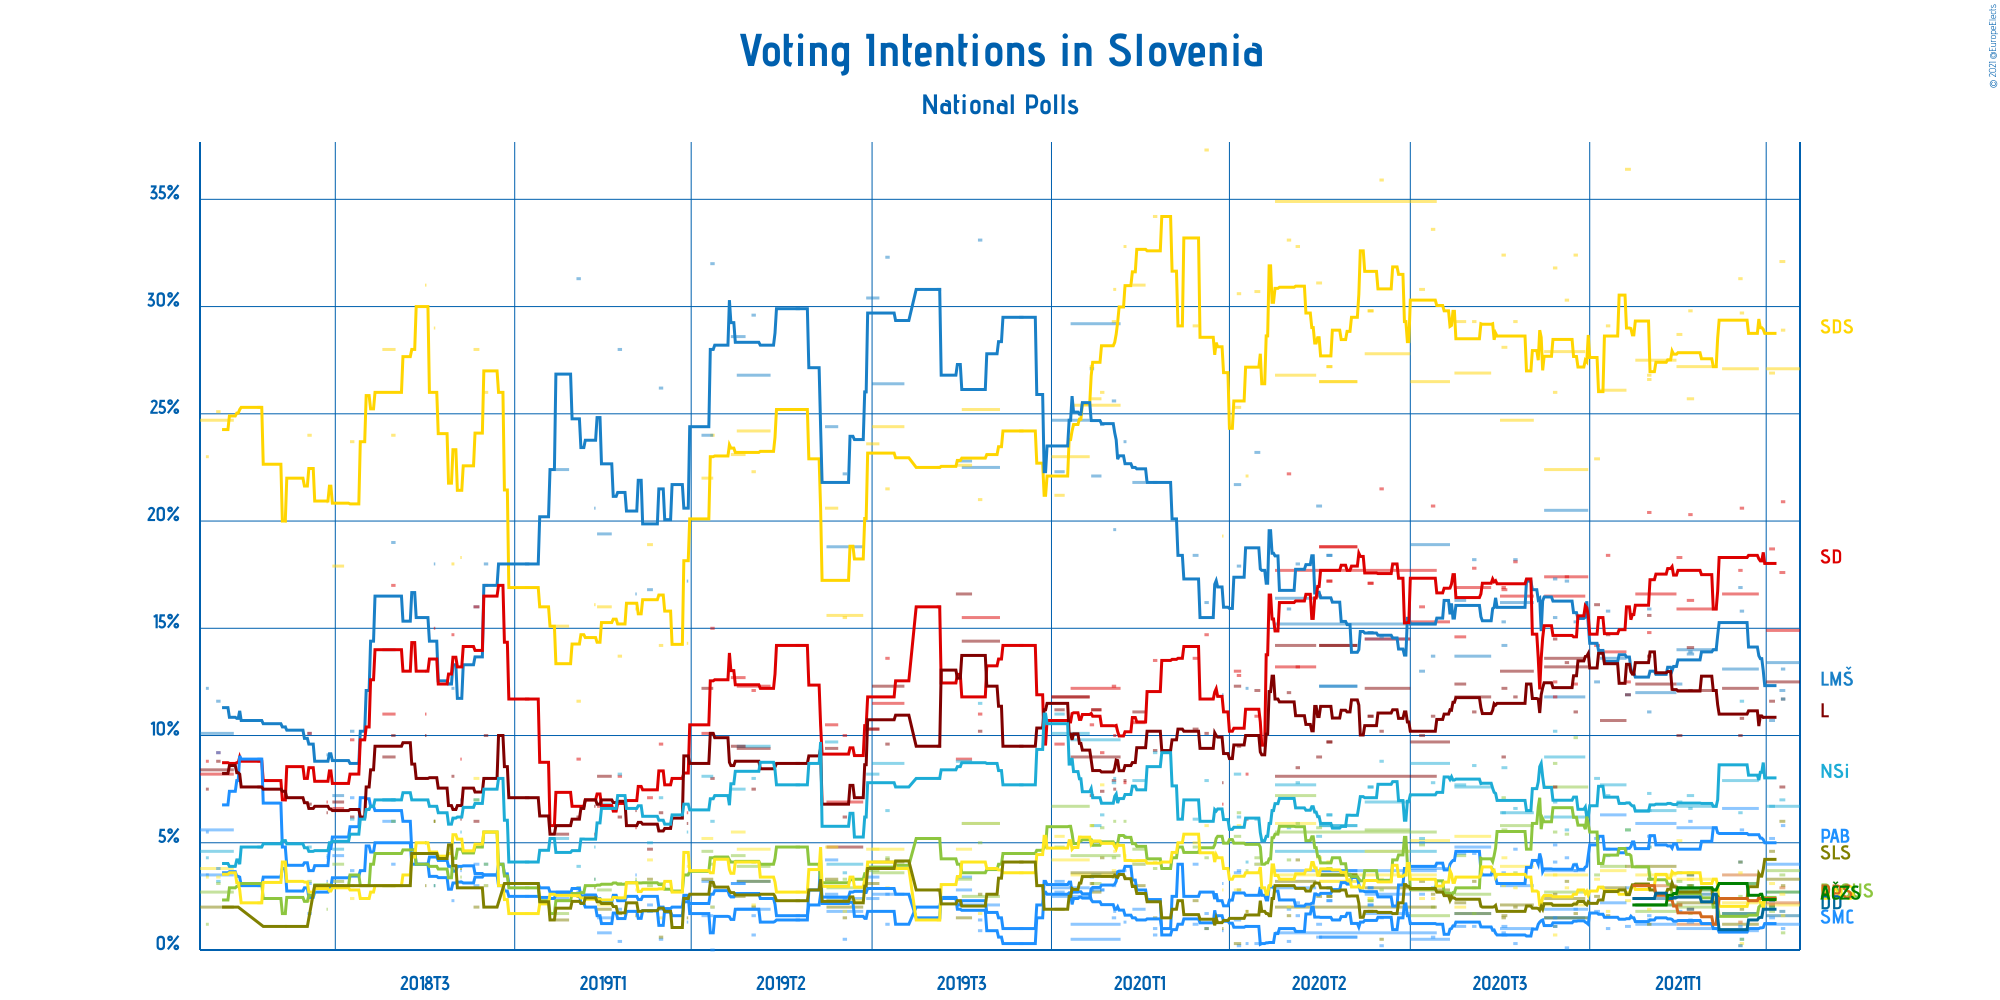 © 2021 @EuropeElects
Voting Intentions in Slovenia
National Polls
35%
30%
25%
20%
15%
10%
5%
0%
SDS
SD
LMŠ
L
NSi
PAB
SLS
DD
SMC
2018T3
2019T1
2019T2
2019T3
2020T1
2020T2
2020T3
2021T1